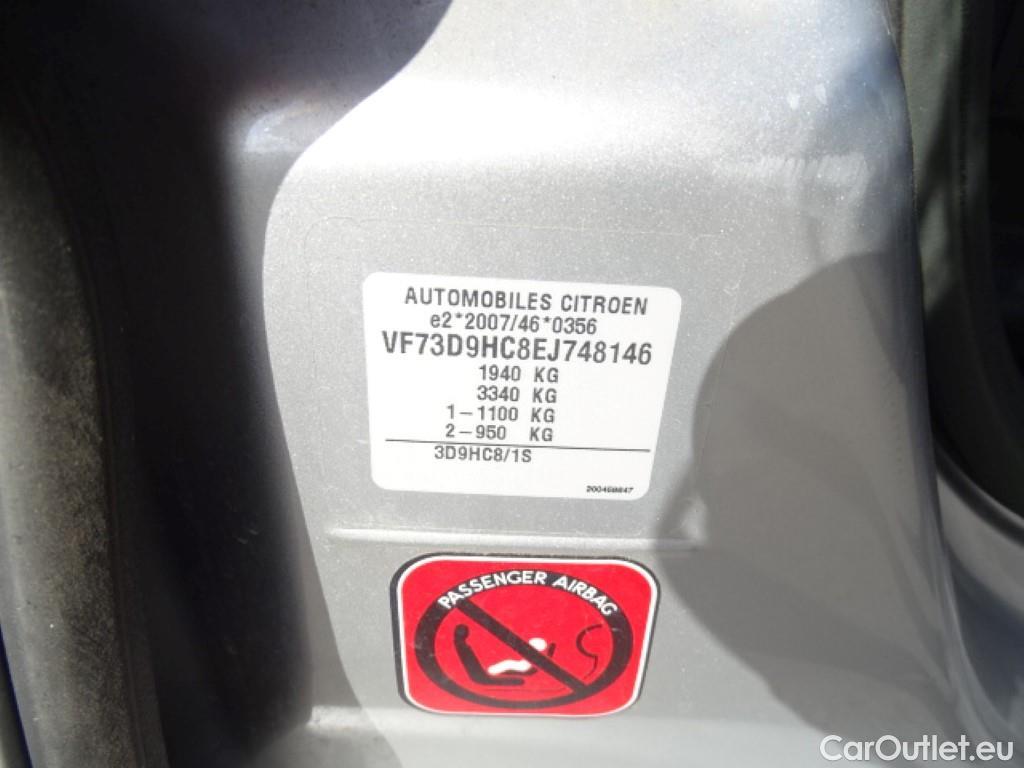 AUTOMOBILES CITROEN
e2*2007/46*0356
VF73D9HC8EJ748146
1940 KG
3340 KG
1-1100 KG
2-950 KG
3D9HC8/1S
PASSENGER AIRBAG
CarOutlet.eu